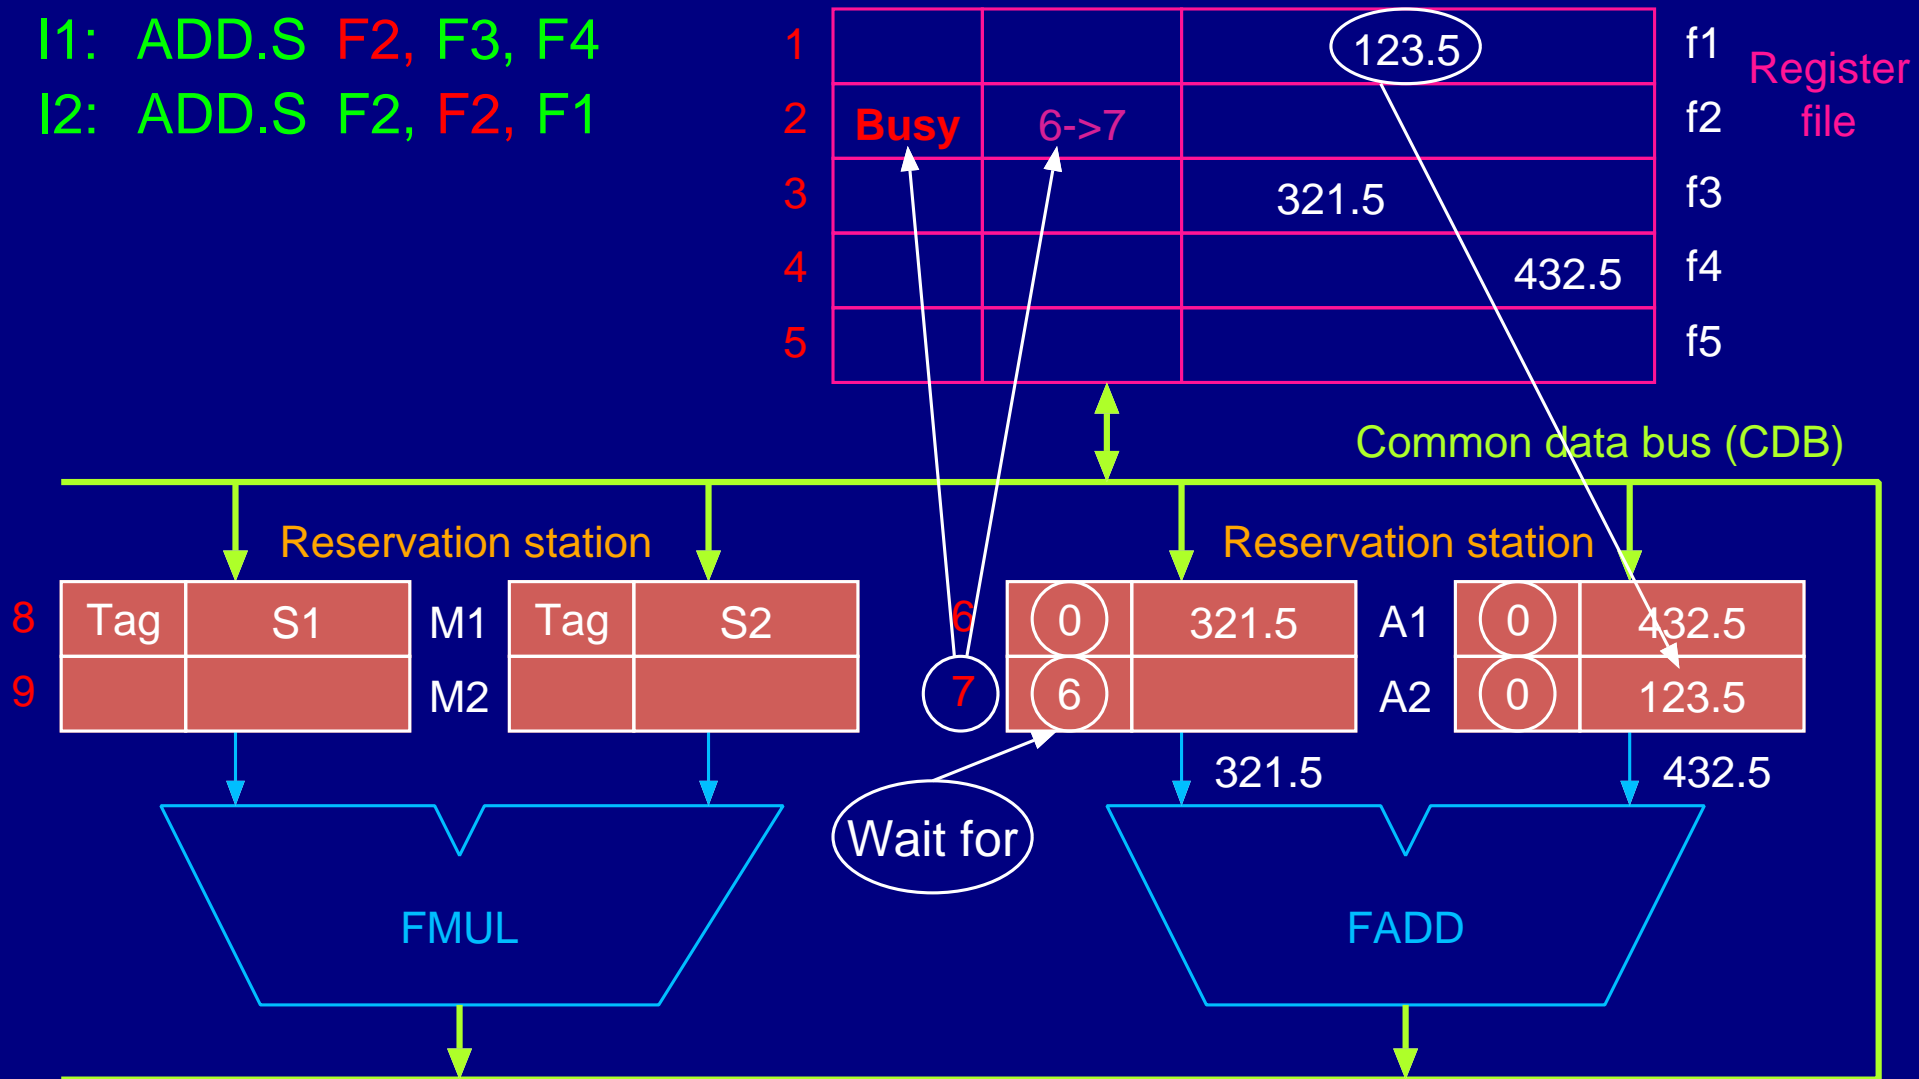 I1: ADD.S F2, F3, F4
I2: ADD.S F2, F2, F1
1 123.5 f1
2 Busy 6->7 f2
3 321.5 f3
4 432.5 f4
5 f5
Register
file
Common data bus (CDB)
Reservation station Reservation station
8 Tag S1 M1 Tag S2 6 0 321.5 A1 0 432.5
9 M2 7 6 A2 0 123.5
321.5 432.5
Wait for
FMUL FADD